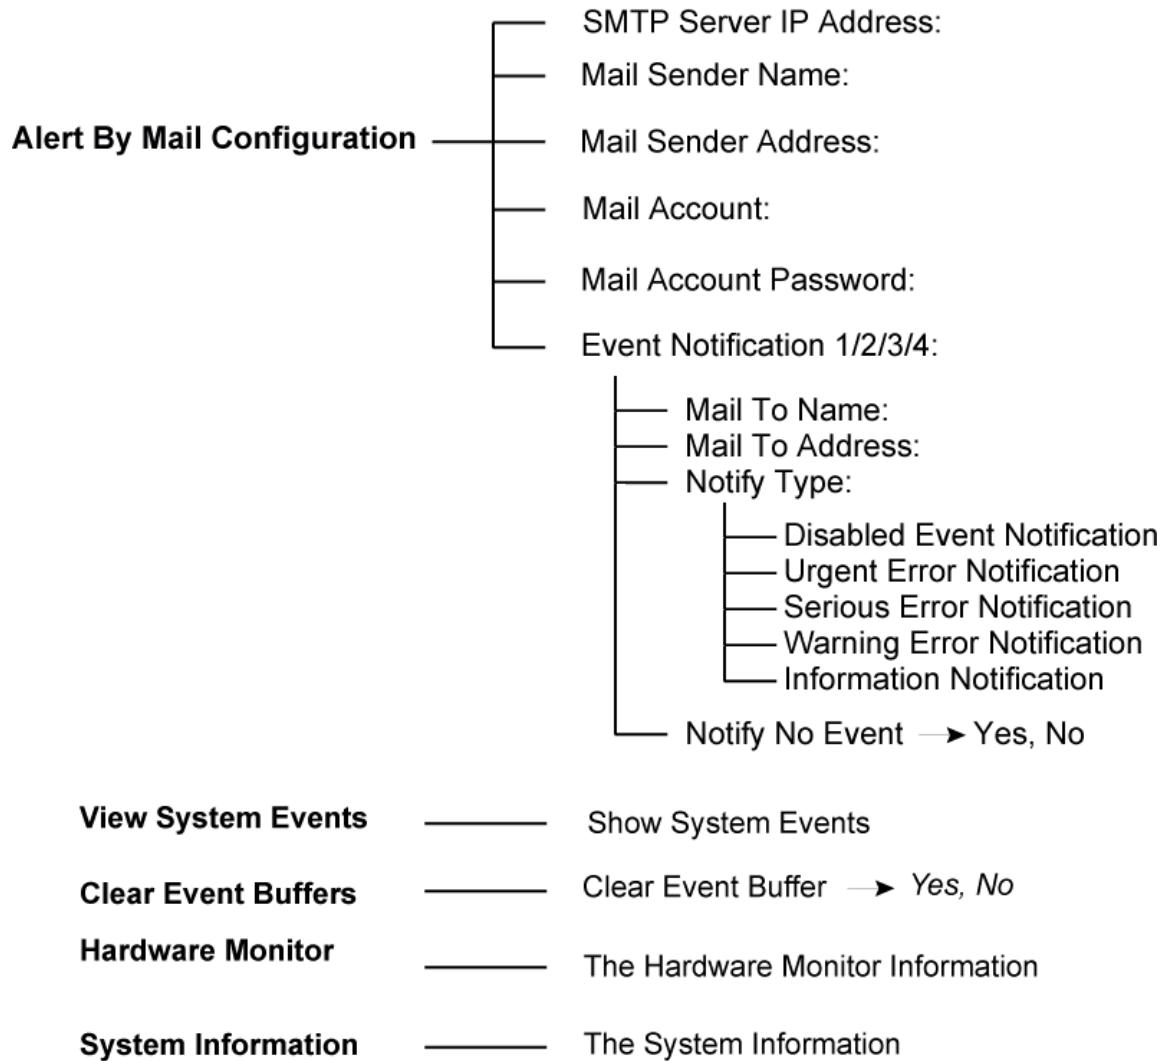 SMTP Server IP Address:
Mail Sender Name:
Alert By Mail Configuration
Mail Sender Address:
Mail Account:
Mail Account Password:
Event Notification 1/2/3/4:
Mail To Name:
Mail To Address:
Notify Type:
Disabled Event Notification
Urgent Error Notification
Serious Error Notification
Warning Error Notification
Information Notification
Notify No Event Yes, No
View System Events Show System Events
Clear Event Buffers Clear Event Buffer Yes, No
Hardware Monitor The Hardware Monitor Information
System Information The System Information